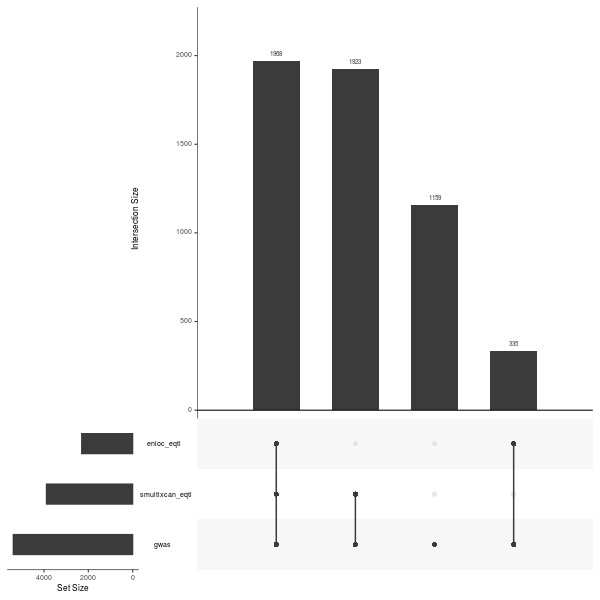 1968
1923
1159
335
2000
1500
1000
500
0
Intersection Size
enloc_eqtl
smultixcan_eqtl
gwas
4000
2000
0
Set Size